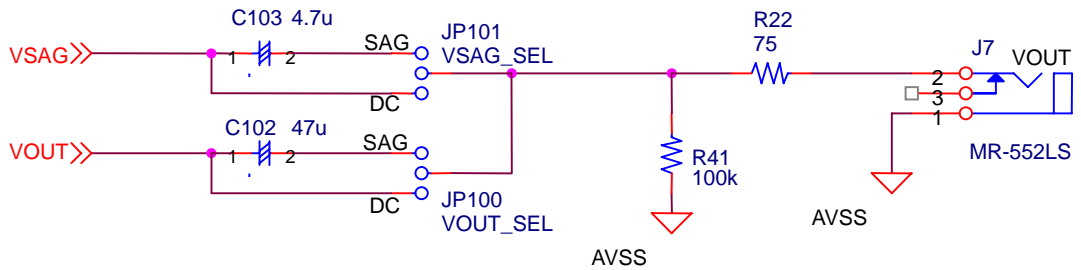 C103 4.7u
JP101
VSAG_SEL
R22
75
J7
VOUT
VSAG
1
2
SAG
DC
2
3
1
C102 47u
VOUT
1
2
SAG
DC
JP100
VOUT_SEL
R41
100k
MR-552LS
AVSS
AVSS